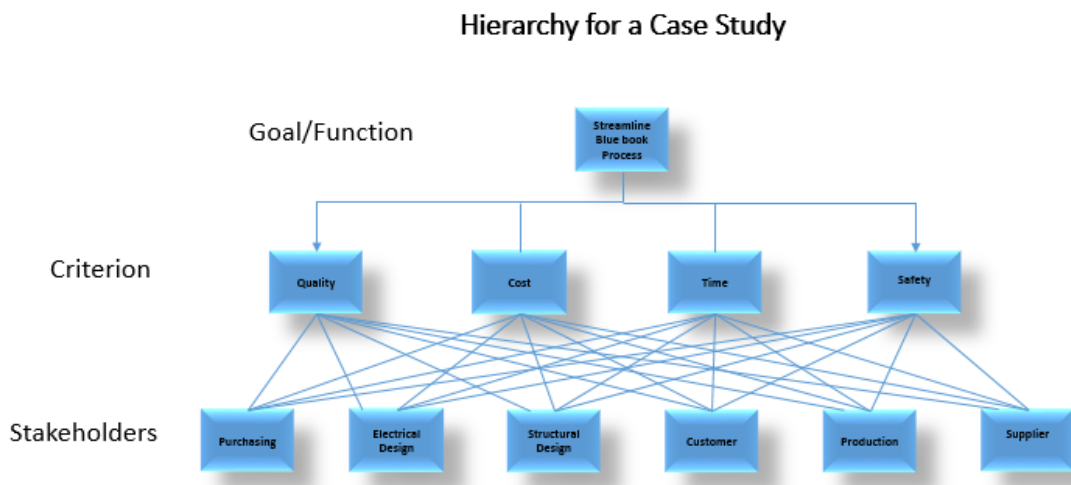 Hierarchy for a Case Study
Goal/Function
Streamline
Blue book
Process
Criterion
Quality
Cost
Time
Safety
Stakeholders
Purchasing
Electrical
Design
Structural
Design
Customer
Production
Supplier